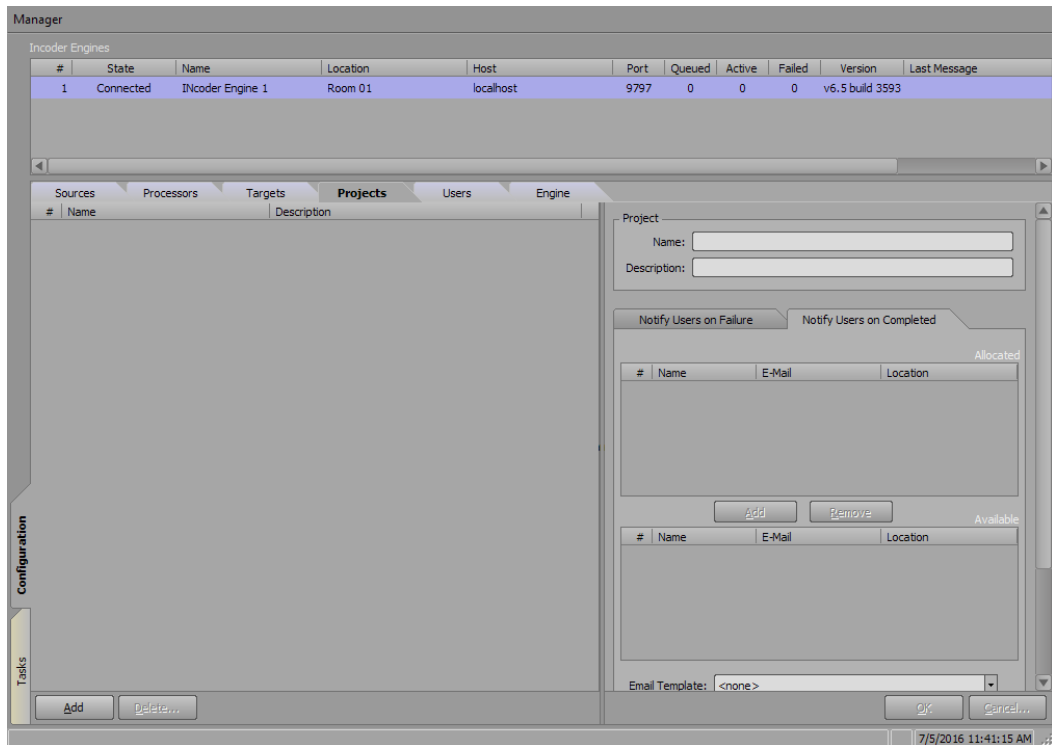 Manager
Incoder Engines
# State Name Location Host Port Queued Active Failed Version Last Message
1 Connected INcoder Engine 1 Room 01 localhost 9797 0 0 0 v6.5 build 3593
Sources Processors Targets Projects Users Engine
# Name Description
Project
Name:
Description:
Notify Users on Failure Notify Users on Completed
Allocated
# Name E-Mail Location
Add Remove
Available
# Name E-Mail Location
Configuration
Tasks
Email Template: <none>
Add Delete... OK Cancel...
7/5/2016 11:41:15 AM